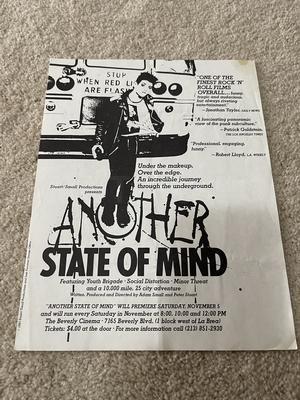 STOP
WHEN RED LI
ARE FLAS
"ONE OF THE
FINEST ROCK 'N'
ROLL FILMS
OVERALL... funny,
tragic and audacious,
but always riveting
entertainment."
—Jonathan Taylor, DAILY NEWS
"A fascinating panoramic
view of the punk subculture."
—Patrick Goldstein,
THE LOS ANGELES TIMES
"Professional, engaging,
funny."
—Robert Lloyd, L.A. WEEKLY
Under the makeup.
Over the edge.
An incredible journey
through the underground.
Stuart/Small Productions
presents
ANOTHER
STATE OF MIND
Featuring Youth Brigade · Social Distortion · Minor Threat
and a 10,000 mile, 25 city adventure
Written, Produced and Directed by Adam Small and Peter Stuart
"ANOTHER STATE OF MIND" WILL PREMIERE SATURDAY, NOVEMBER 5
and will run every Saturday in November at 8:00, 10:00 and 12:00 PM
The Beverly Cinema · 7165 Beverly Blvd. (1 block west of La Brea)
Tickets: $4.00 at the door · For more information call (213) 851-2930